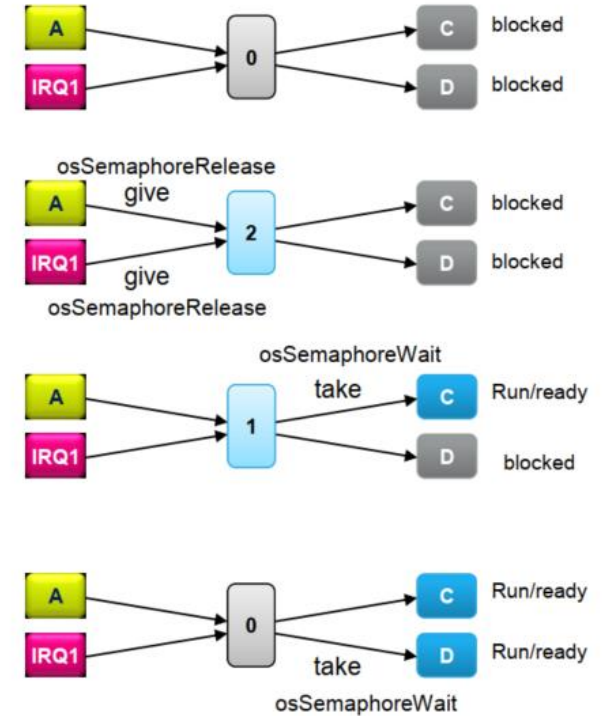 A
0
C blocked
IRQ1
D blocked
osSemaphoreRelease
A give
2
C blocked
IRQ1
D blocked
give
osSemaphoreRelease
osSemaphoreWait
take
A
1
C Run/ready
IRQ1
D blocked
A
0
C Run/ready
IRQ1
D Run/ready
take
osSemaphoreWait